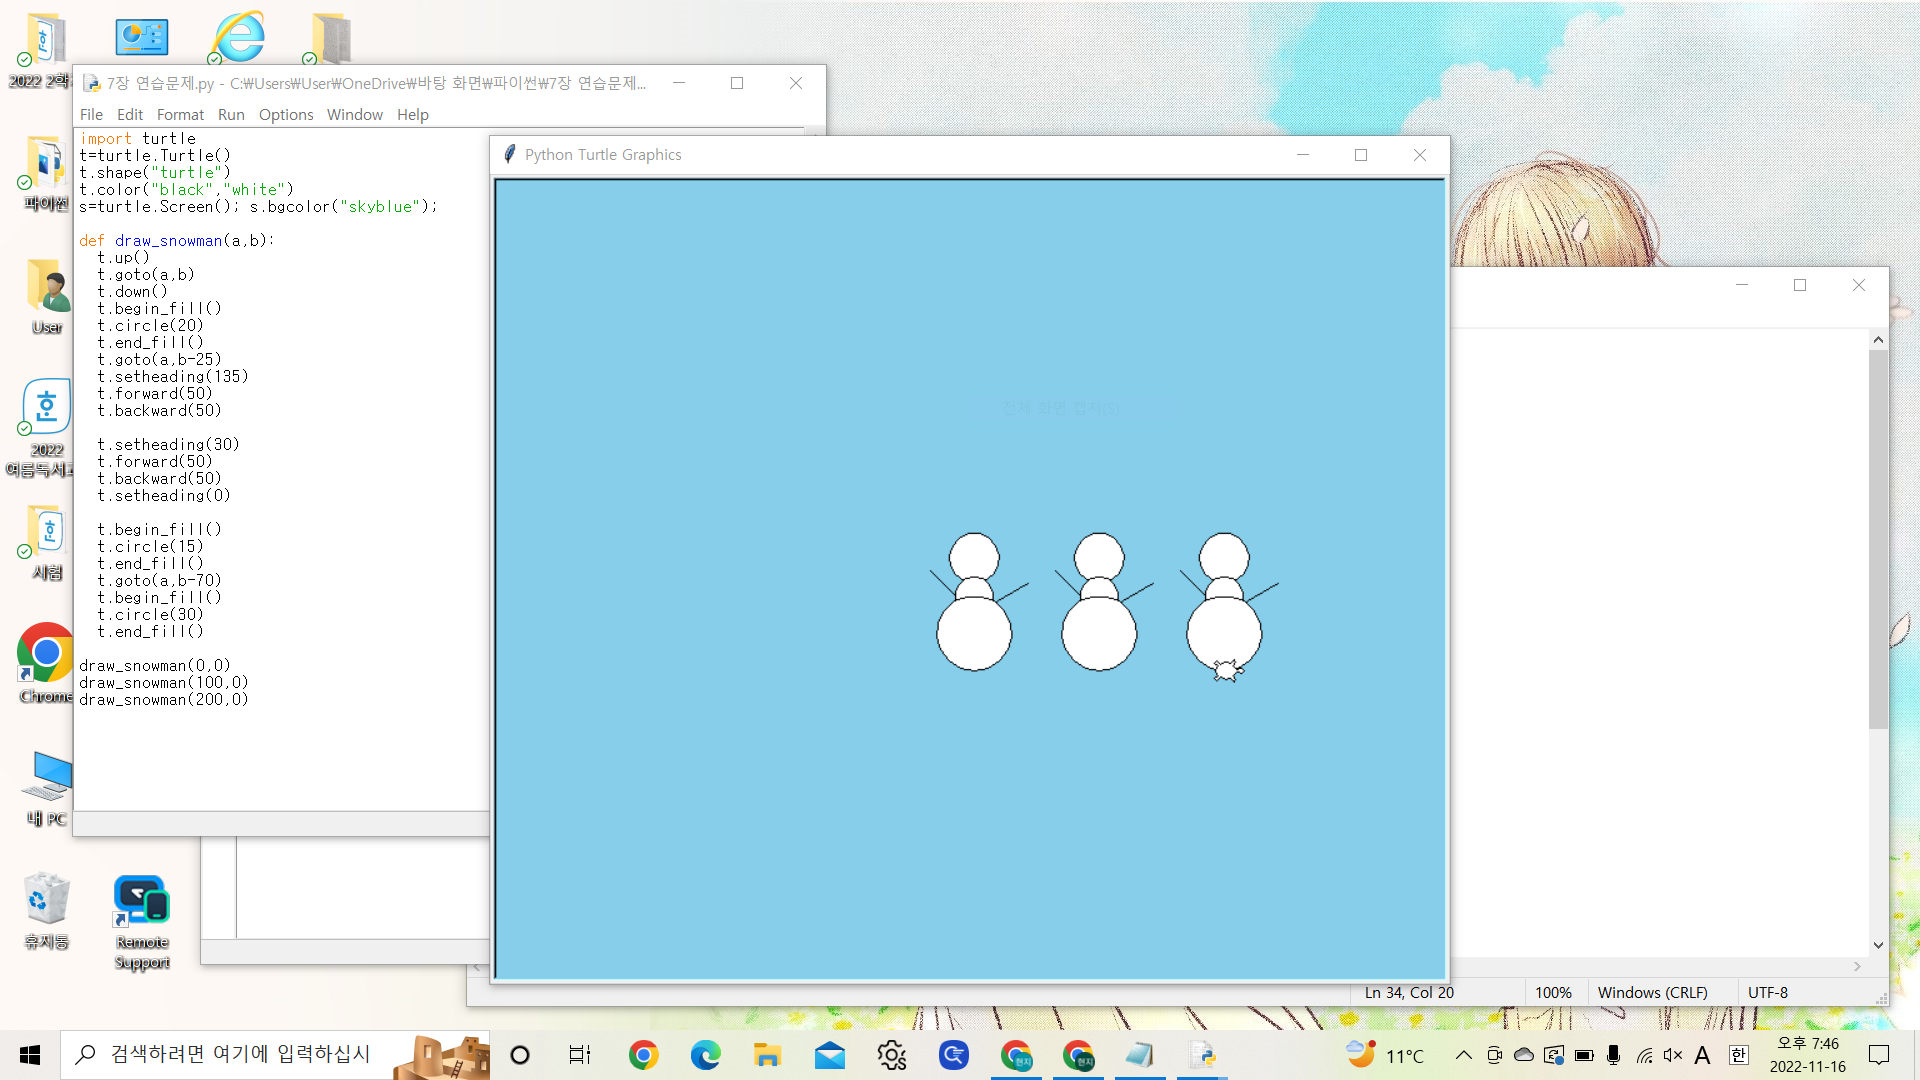 2022 2학
파이썬
User
2022
여름독서교
시험
Chrome
내 PC
휴지통
Remote
Support
7장 연습문제.py - C:₩Users₩User₩OneDrive₩바탕 화면₩파이썬₩7장 연습문제...
File Edit Format Run Options Window Help
import turtle
t=turtle.Turtle()
t.shape("turtle")
t.color("black","white")
s=turtle.Screen(); s.bgcolor("skyblue");
def draw_snowman(a,b):
t.up()
t.goto(a,b)
t.down()
t.begin_fill()
t.circle(20)
t.end_fill()
t.goto(a,b-25)
t.setheading(135)
t.forward(50)
t.backward(50)
t.setheading(30)
t.forward(50)
t.backward(50)
t.setheading(0)
t.begin_fill()
t.circle(15)
t.end_fill()
t.goto(a,b-70)
t.begin_fill()
t.circle(30)
t.end_fill()
draw_snowman(0,0)
draw_snowman(100,0)
draw_snowman(200,0)
Python Turtle Graphics
전체 화면 캡처(S)
Ln 34, Col 20 100% Windows (CRLF) UTF-8
검색하려면 여기에 입력하십시
11°C
A
한
오후 7:46
2022-11-16